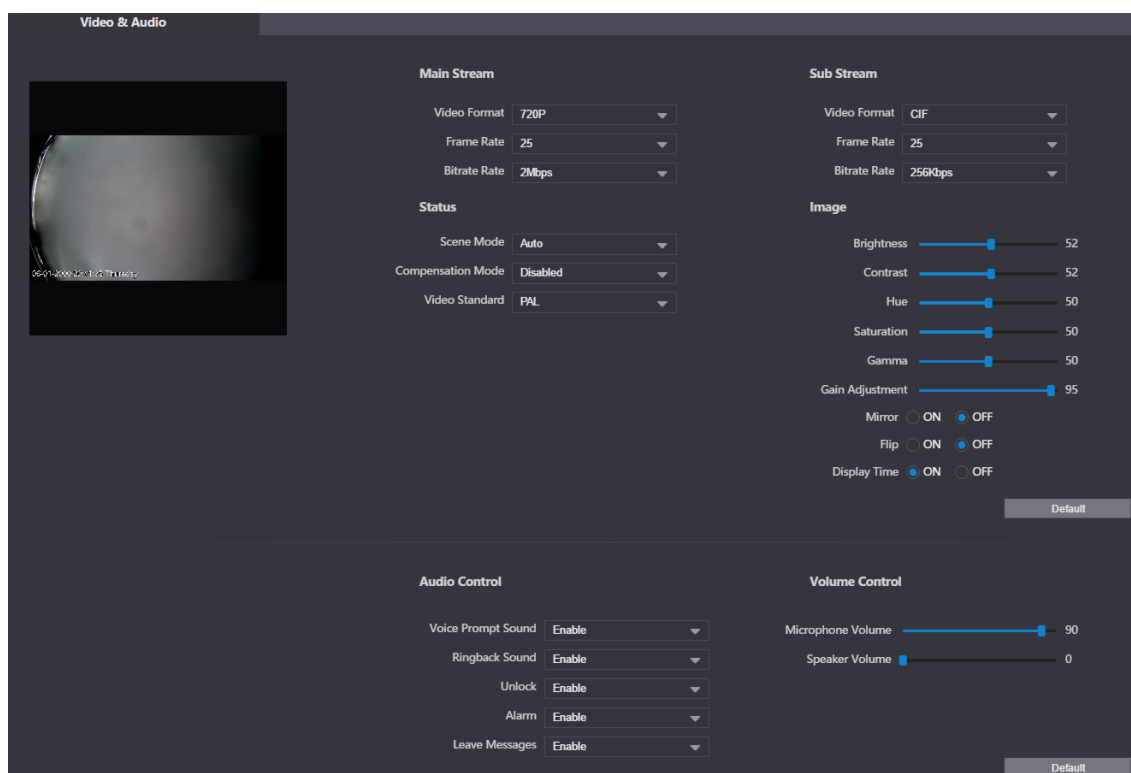 Video & Audio
Main Stream
Video Format 720P
Frame Rate 25
Bitrate Rate 2Mbps
Status
Scene Mode Auto
Compensation Mode Disabled
Video Standard PAL
Sub Stream
Video Format CIF
Frame Rate 25
Bitrate Rate 256Kbps
Image
Brightness 52
Contrast 52
Hue 50
Saturation 50
Gamma 50
Gain Adjustment 95
Mirror ON OFF
Flip ON OFF
Display Time ON OFF
Default
Audio Control
Voice Prompt Sound Enable
Ringback Sound Enable
Unlock Enable
Alarm Enable
Leave Messages Enable
Volume Control
Microphone Volume 90
Speaker Volume 0
Default